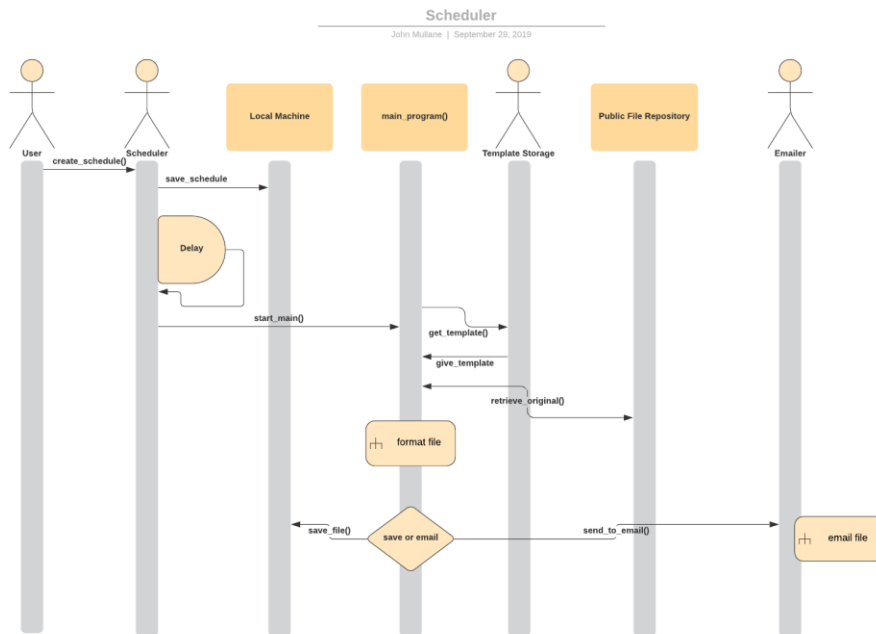 Scheduler
John Mullane | September 29, 2019
Local Machine
main_program()
Public File Repository
User
Scheduler
Template Storage
Emailer
create_schedule()
save_schedule
Delay
start_main()
get_template()
give_template
retrieve_original()
format file
save_file()
save or email
send_to_email()
email file